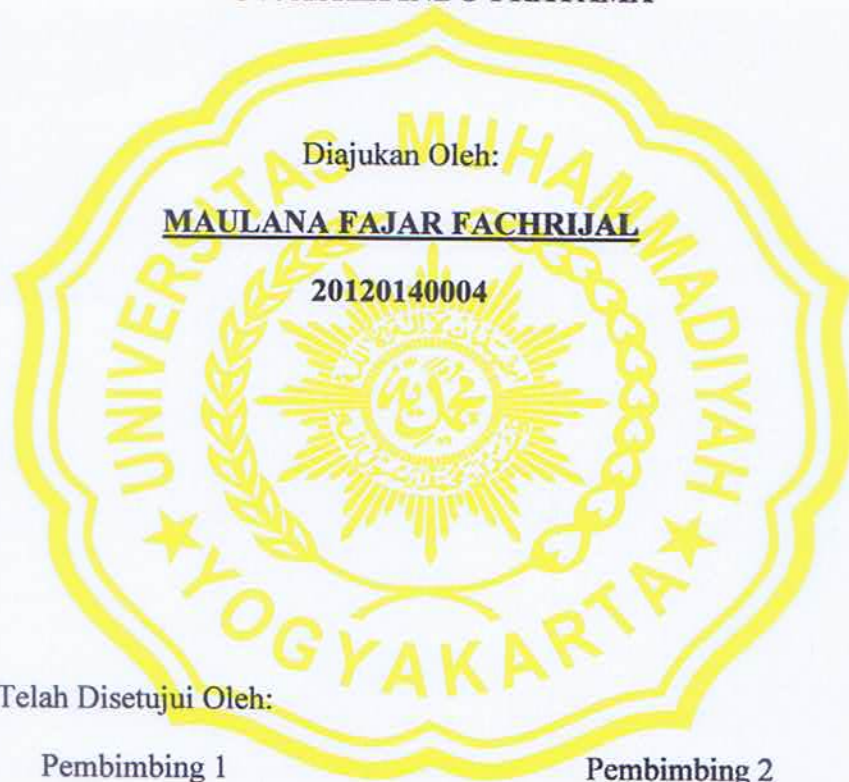 Diajukan Oleh:
MAULANA FAJAR FACHRIJAL
20120140004
UNIVERSITAS MUHAMMADIYAH
YOGYAKARTA
Telah Disetujui Oleh:
Pembimbing 1 Pembimbing 2